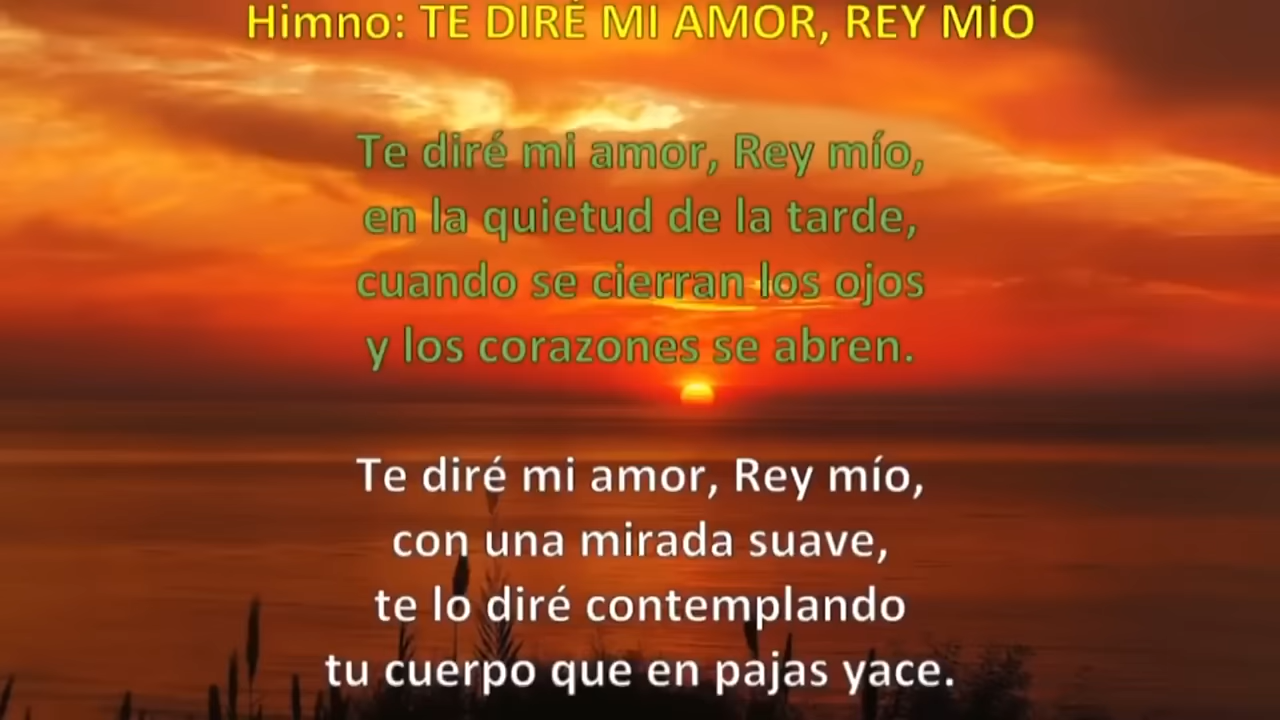 Himno: TE DIRÉ MI AMOR, REY MÍO
Te diré mi amor, Rey mío,
en la quietud de la tarde,
cuando se cierran los ojos
y los corazones se abren.
Te diré mi amor, Rey mío,
con una mirada suave,
te lo diré contemplando
tu cuerpo que en pajas yace.